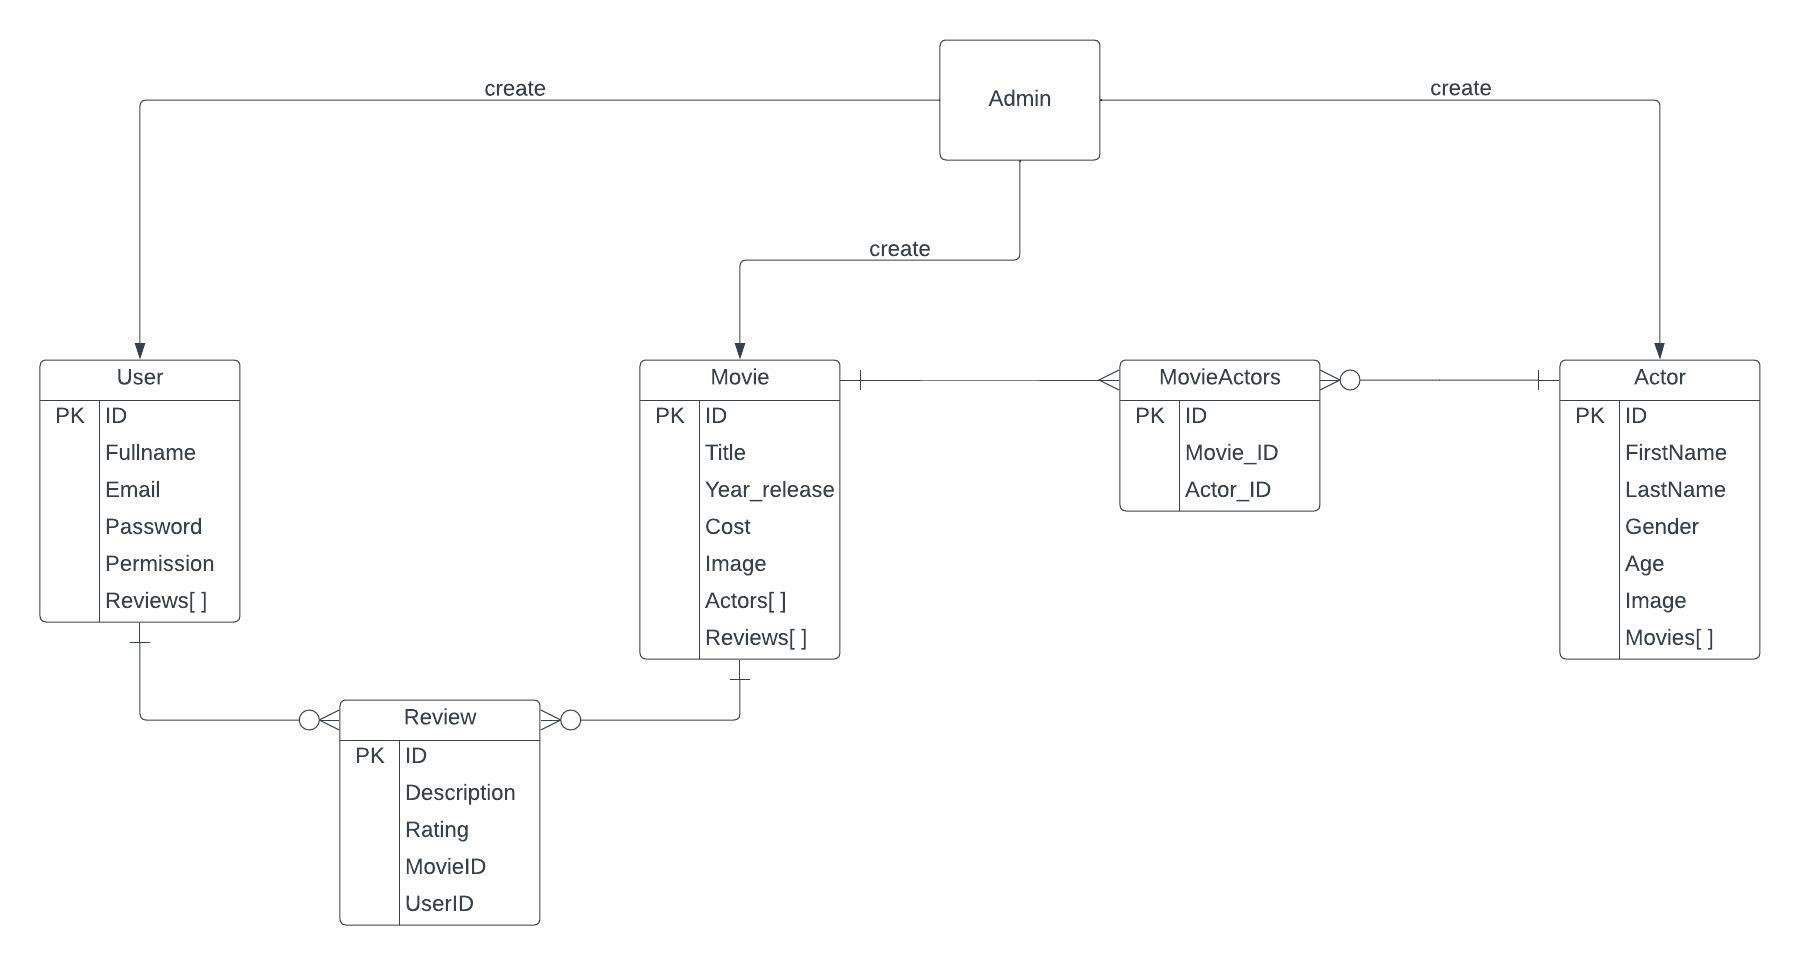 Admin
create
create
create
User
PK ID
Fullname
Email
Password
Permission
Reviews[ ]
Movie
PK ID
Title
Year_release
Cost
Image
Actors[ ]
Reviews[ ]
MovieActors
PK ID
Movie_ID
Actor_ID
Actor
PK ID
FirstName
LastName
Gender
Age
Image
Movies[ ]
Review
PK ID
Description
Rating
MovieID
UserID